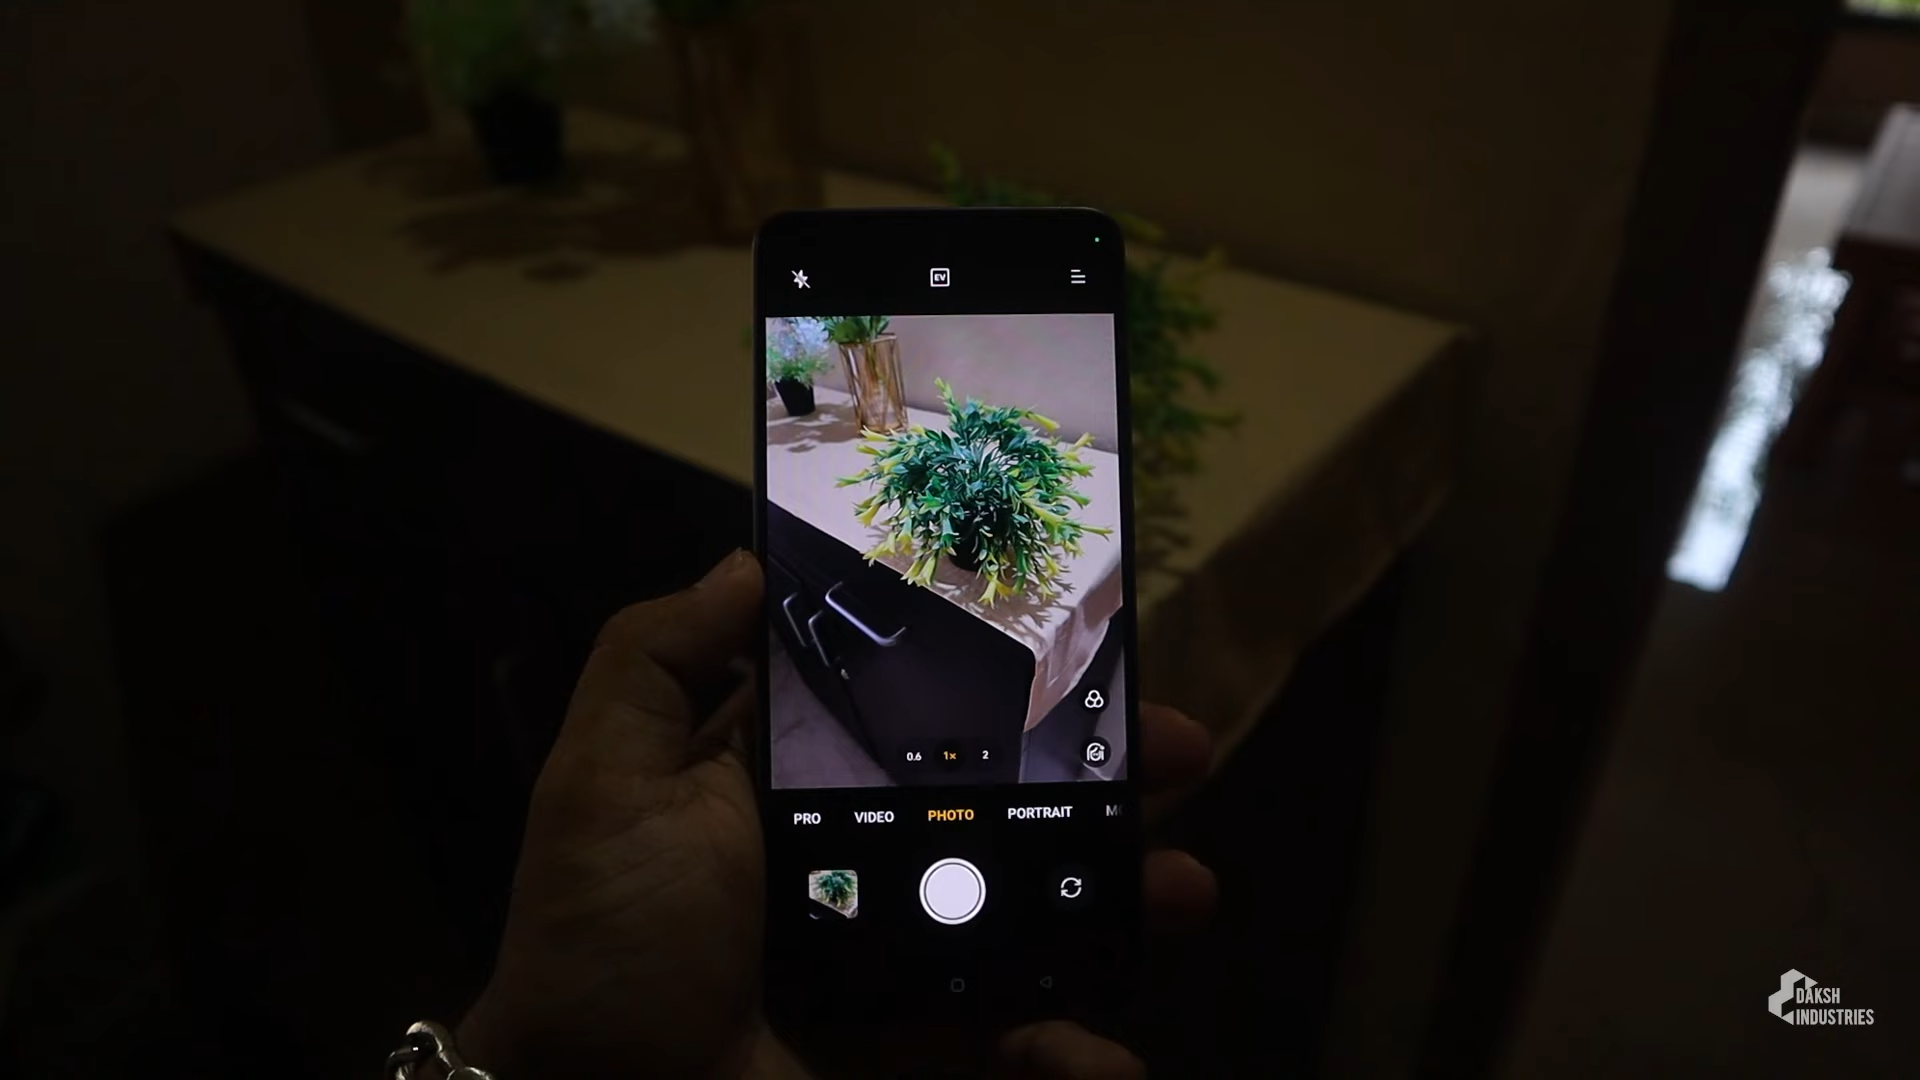 EV
0.6 1× 2
PRO VIDEO PHOTO PORTRAIT
DAKSH
INDUSTRIES